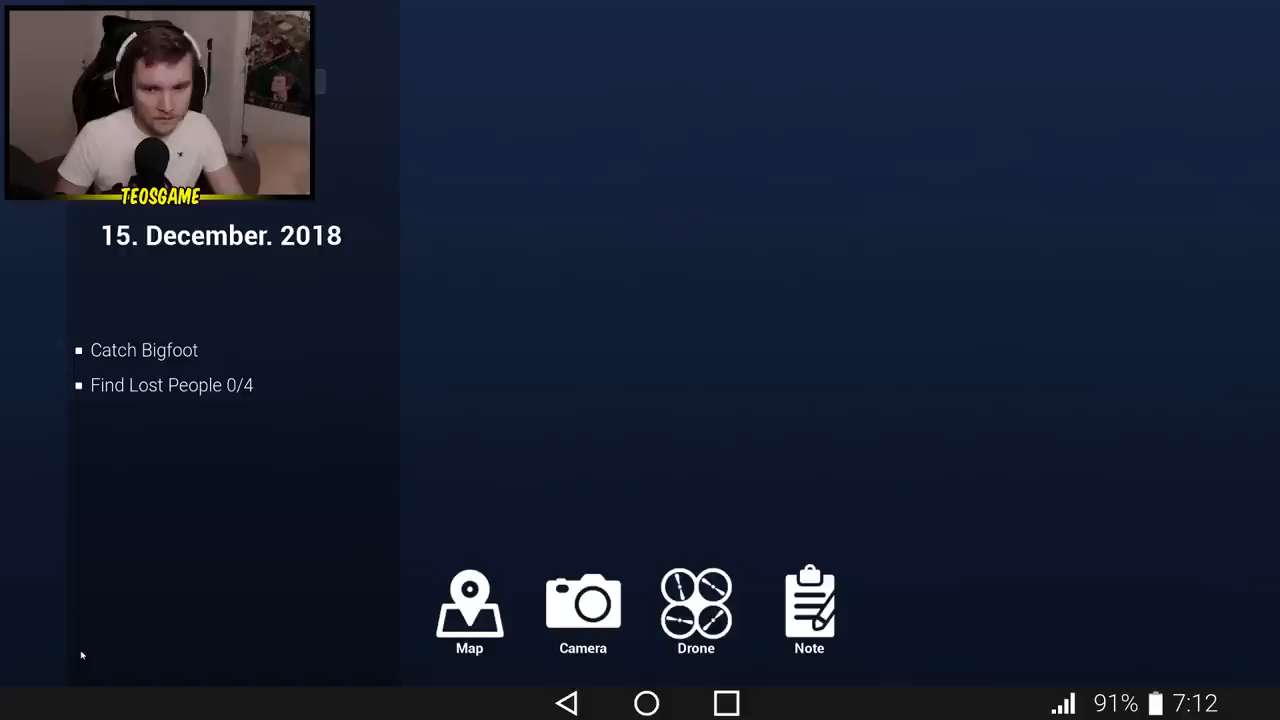 TEOSGAME
15. December. 2018
Catch Bigfoot
Find Lost People 0/4
Map
Camera
Drone
Note
91%
7:12